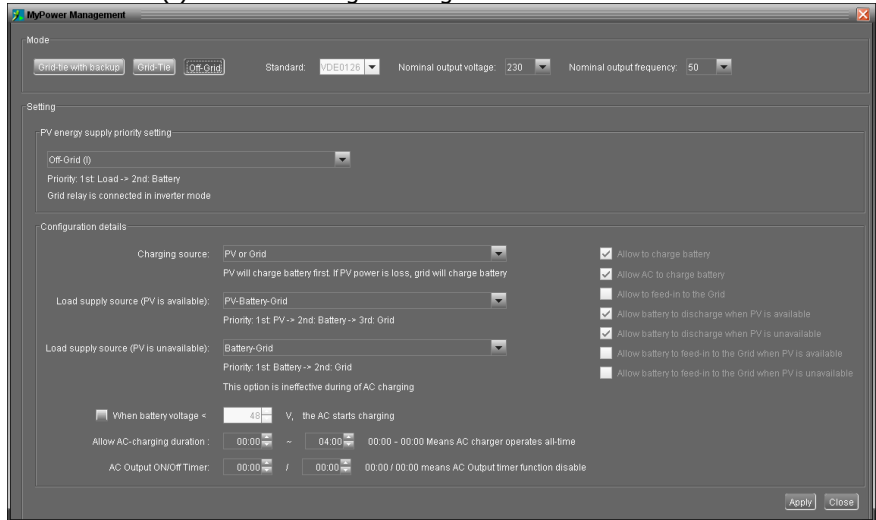 MyPower Management
Mode
Grid-tie with backup Grid-Tie Off-Grid Standard: VDE0126 Nominal output voltage: 230 Nominal output frequency: 50
Setting
PV energy supply priority setting
Off-Grid (I)
Priority: 1st: Load -> 2nd: Battery
Grid relay is connected in inverter mode
Configuration details
Charging source: PV or Grid
PV will charge battery first. If PV power is loss, grid will charge battery
Load supply source (PV is available): PV-Battery-Grid
Priority: 1st: PV -> 2nd: Battery -> 3rd: Grid
Load supply source (PV is unavailable): Battery-Grid
Priority: 1st: Battery -> 2nd: Grid
This option is ineffective during of AC charging
When battery voltage < 48 V, the AC starts charging
Allow AC-charging duration : 00:00 ~ 04:00 00:00 - 00:00 Means AC charger operates all-time
AC Output ON/Off Timer: 00:00 / 00:00 00:00 / 00:00 means AC Output timer function disable
Allow to charge battery
Allow AC to charge battery
Allow to feed-in to the Grid
Allow battery to discharge when PV is available
Allow battery to discharge when PV is unavailable
Allow battery to feed-in to the Grid when PV is available
Allow battery to feed-in to the Grid when PV is unavailable
Apply Close